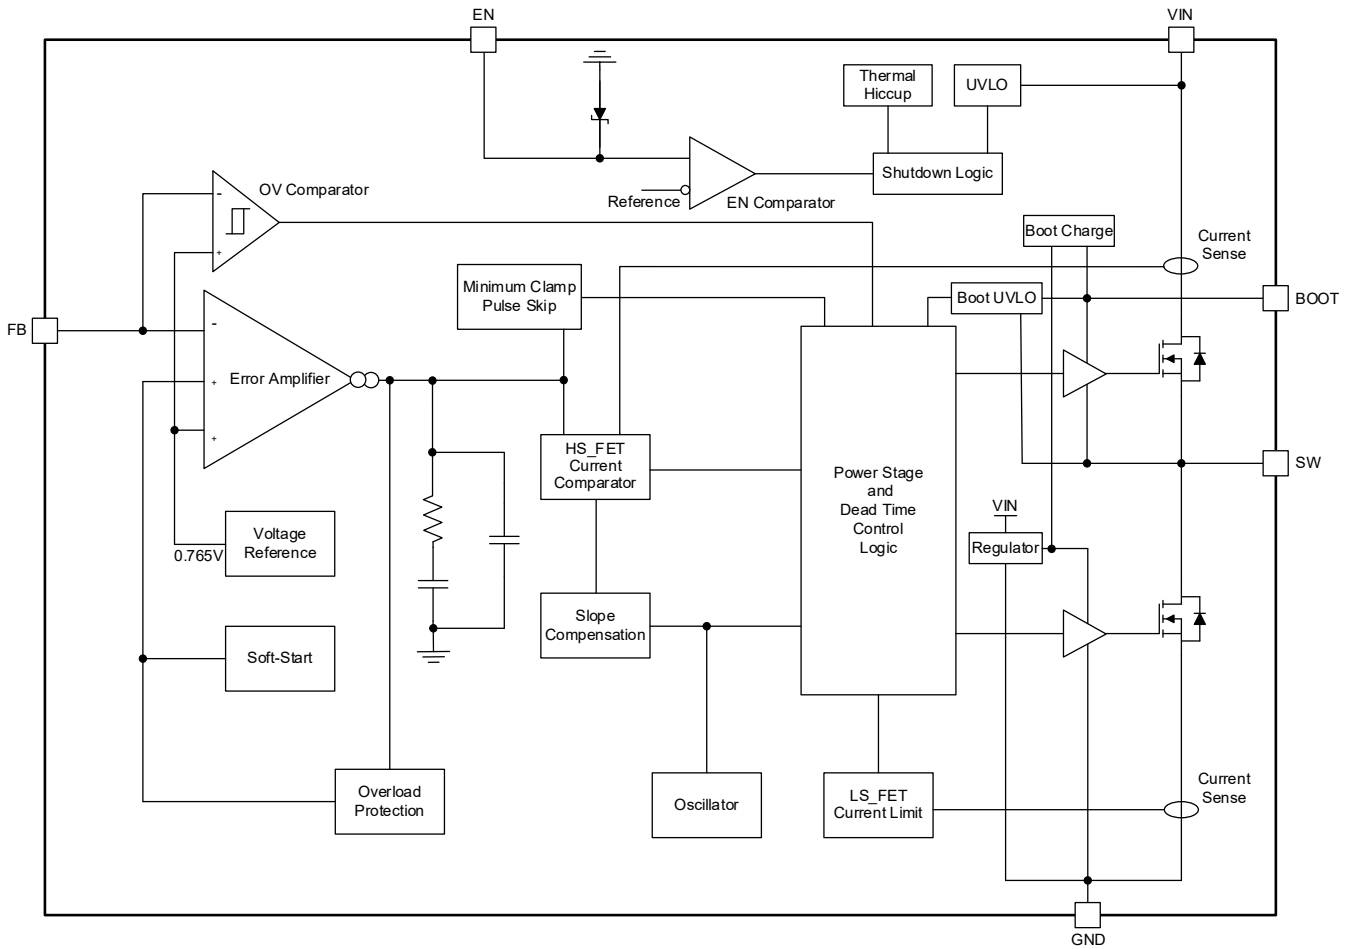 EN
VIN
Thermal
Hiccup
UVLO
Shutdown Logic
OV Comparator
-
+
Reference
EN Comparator
Boot Charge
Current
Sense
Minimum Clamp
Pulse Skip
Boot UVLO
BOOT
FB
-
Error Amplifier
+
+
HS_FET
Current
Comparator
Power Stage
and
Dead Time
Control
Logic
SW
Voltage
Reference
0.765V
VIN
Regulator
Slope
Compensation
Soft-Start
Overload
Protection
Oscillator
LS_FET
Current Limit
Current
Sense
GND